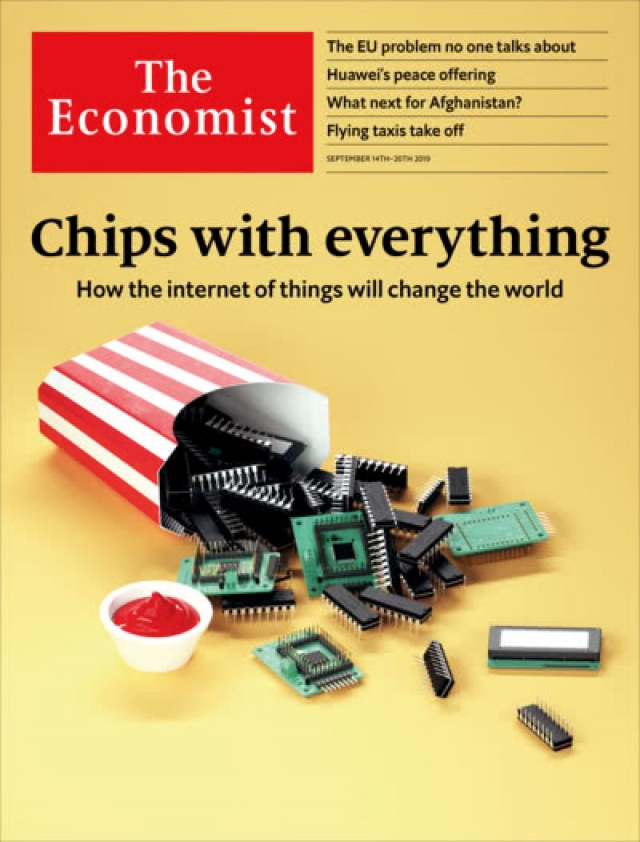 The
Economist
The EU problem no one talks about
Huawei's peace offering
What next for Afghanistan?
Flying taxis take off
SEPTEMBER 14TH–20TH 2019
Chips with everything
How the internet of things will change the world